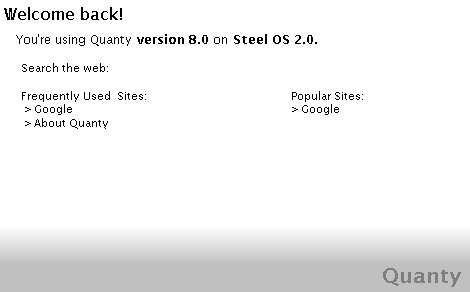 Welcome back!
You're using Quanty version 8.0 on Steel OS 2.0.
Search the web:
Frequently Used Sites:
> Google
> About Quanty
Popular Sites:
> Google
Quanty